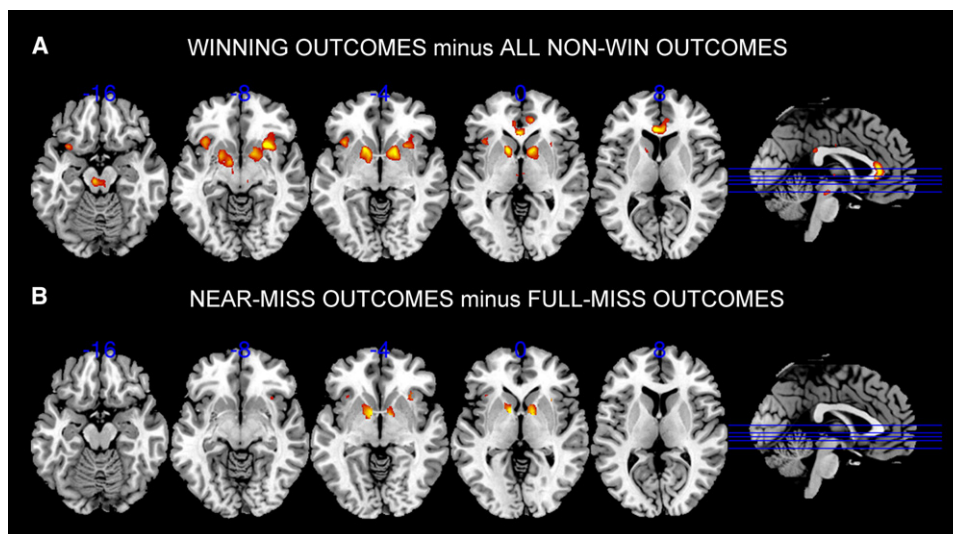 A WINNING OUTCOMES minus ALL NON-WIN OUTCOMES
-16 -8 -4 0 8
B NEAR-MISS OUTCOMES minus FULL-MISS OUTCOMES
-16 -8 -4 0 8